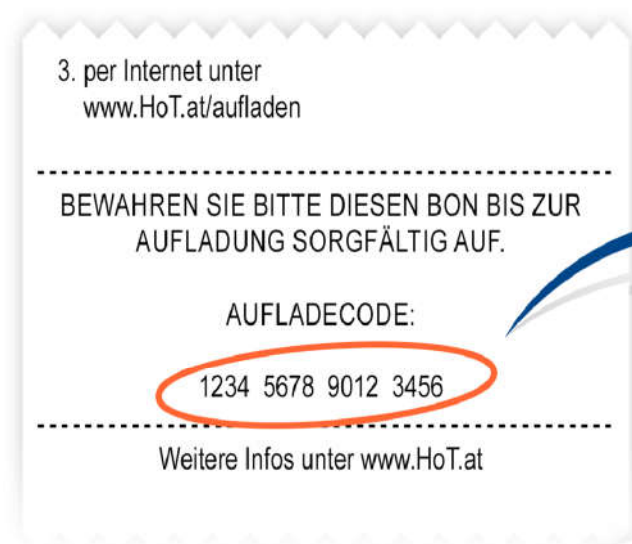 3. per Internet unter
www.HoT.at/aufladen
BEWAHREN SIE BITTE DIESEN BON BIS ZUR
AUFLADUNG SORGFÄLTIG AUF.
AUFLADECODE:
1234 5678 9012 3456
Weitere Infos unter www.HoT.at